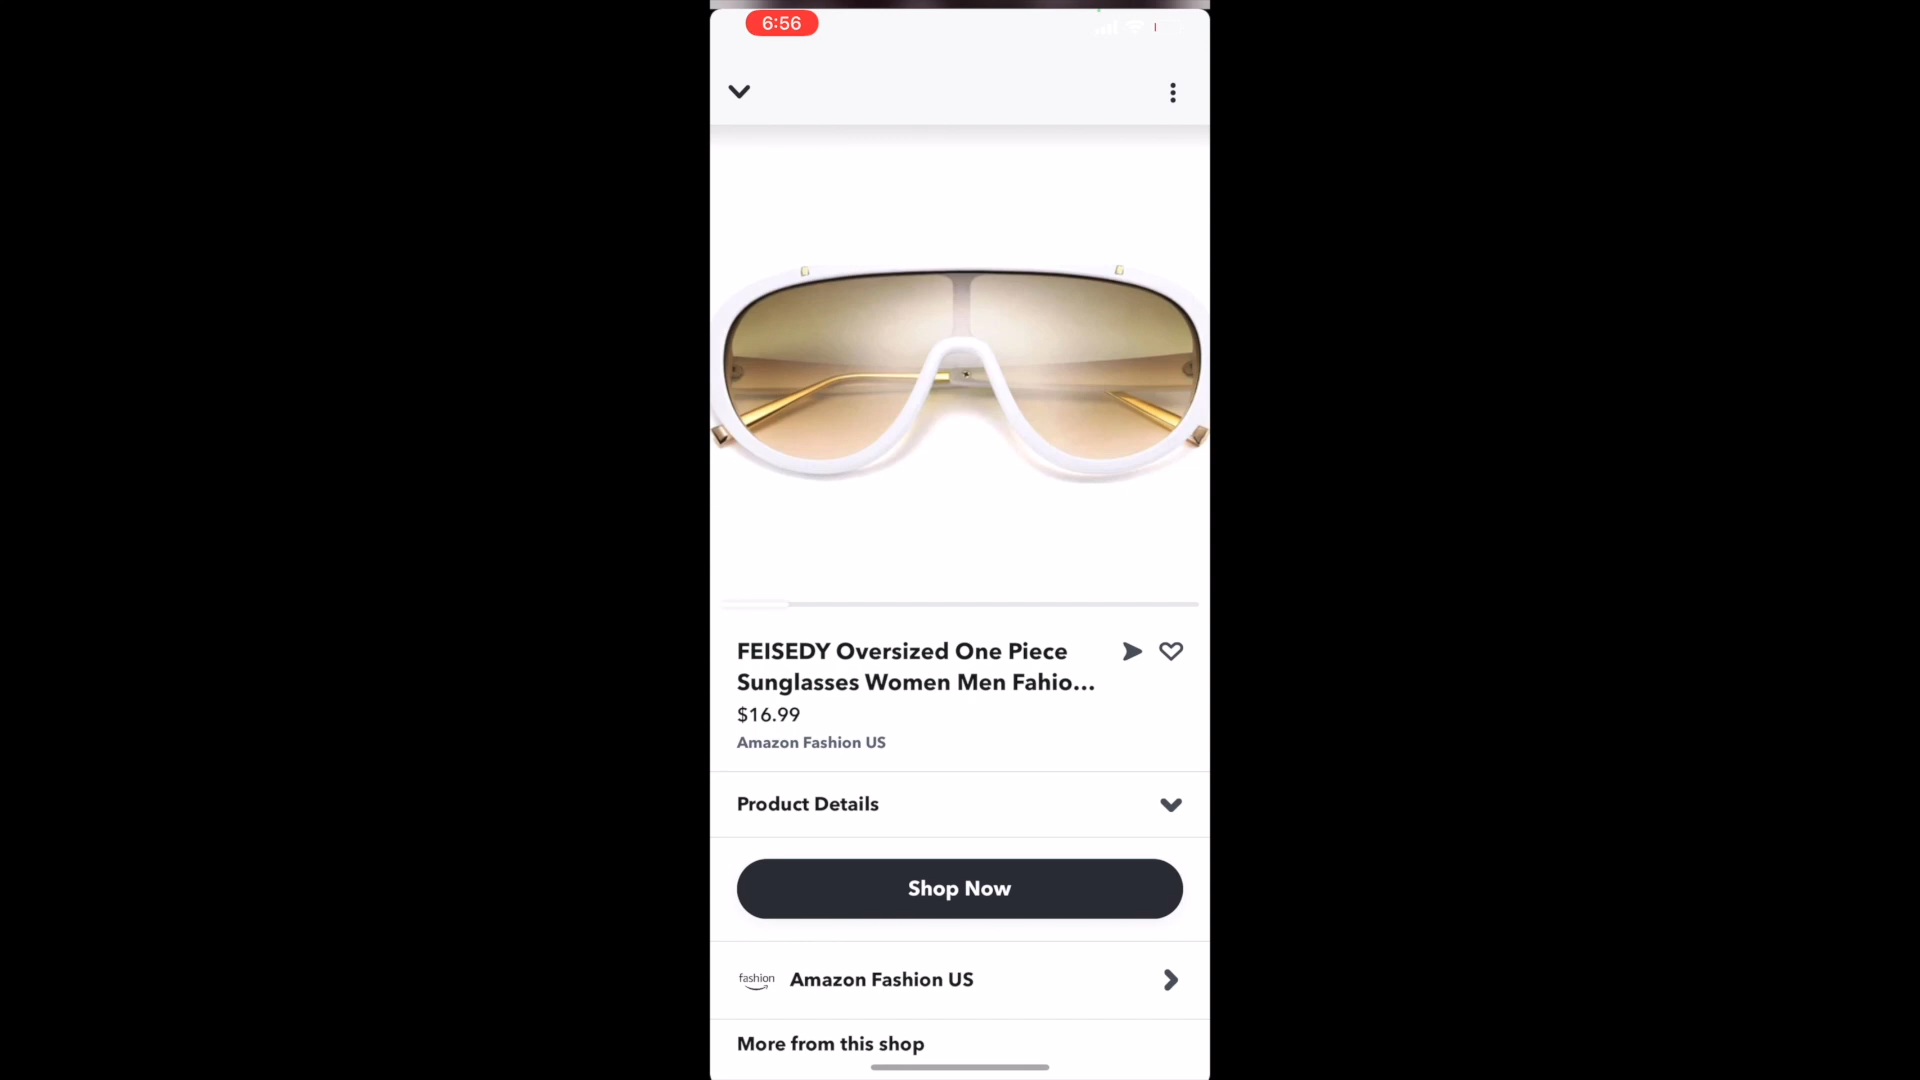 6:56
FEISEDY Oversized One Piece
Sunglasses Women Men Fahio...
$16.99
Amazon Fashion US
Product Details
Shop Now
fashion
Amazon Fashion US
More from this shop